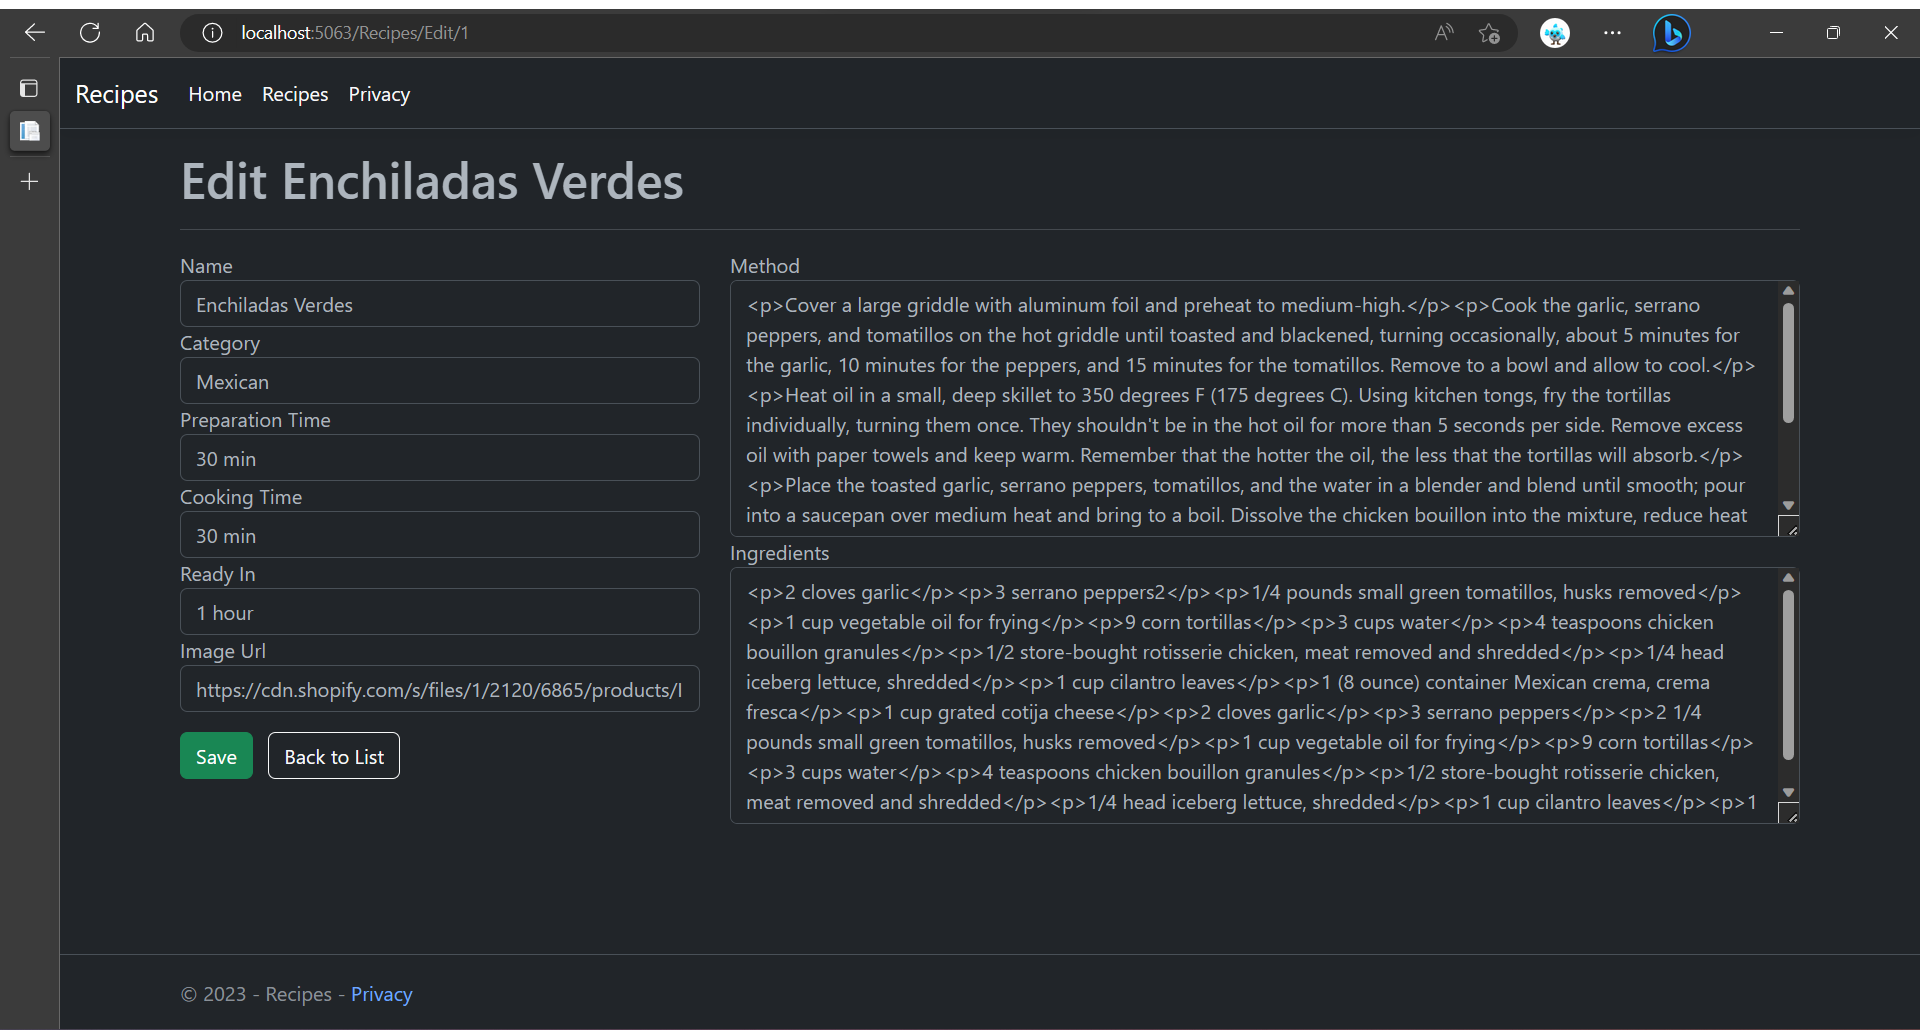 localhost:5063/Recipes/Edit/1
Recipes Home Recipes Privacy
Edit Enchiladas Verdes
Name
Enchiladas Verdes
Category
Mexican
Preparation Time
30 min
Cooking Time
30 min
Ready In
1 hour
Image Url
https://cdn.shopify.com/s/files/1/2120/6865/products/
Save Back to List
Method
<p>Cover a large griddle with aluminum foil and preheat to medium-high.</p><p>Cook the garlic, serrano
peppers, and tomatillos on the hot griddle until toasted and blackened, turning occasionally, about 5 minutes for
the garlic, 10 minutes for the peppers, and 15 minutes for the tomatillos. Remove to a bowl and allow to cool.</p>
<p>Heat oil in a small, deep skillet to 350 degrees F (175 degrees C). Using kitchen tongs, fry the tortillas
individually, turning them once. They shouldn't be in the hot oil for more than 5 seconds per side. Remove excess
oil with paper towels and keep warm. Remember that the hotter the oil, the less that the tortillas will absorb.</p>
<p>Place the toasted garlic, serrano peppers, tomatillos, and the water in a blender and blend until smooth; pour
into a saucepan over medium heat and bring to a boil. Dissolve the chicken bouillon into the mixture, reduce heat
Ingredients
<p>2 cloves garlic</p><p>3 serrano peppers2</p><p>1/4 pounds small green tomatillos, husks removed</p>
<p>1 cup vegetable oil for frying</p><p>9 corn tortillas</p><p>3 cups water</p><p>4 teaspoons chicken
bouillon granules</p><p>1/2 store-bought rotisserie chicken, meat removed and shredded</p><p>1/4 head
iceberg lettuce, shredded</p><p>1 cup cilantro leaves</p><p>1 (8 ounce) container Mexican crema, crema
fresca</p><p>1 cup grated cotija cheese</p><p>2 cloves garlic</p><p>3 serrano peppers</p><p>2 1/4
pounds small green tomatillos, husks removed</p><p>1 cup vegetable oil for frying</p><p>9 corn tortillas</p>
<p>3 cups water</p><p>4 teaspoons chicken bouillon granules</p><p>1/2 store-bought rotisserie chicken,
meat removed and shredded</p><p>1/4 head iceberg lettuce, shredded</p><p>1 cup cilantro leaves</p><p>1
© 2023 - Recipes - Privacy